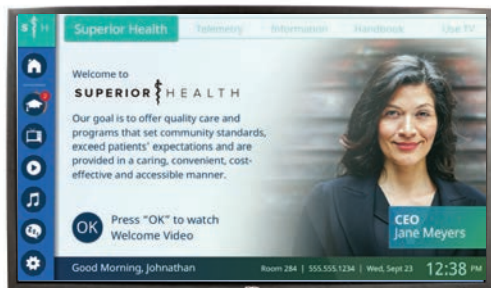 S H
Superior Health Telemetry Information Handbook Use TV
2
Welcome to
SUPERIOR HEALTH
Our goal is to offer quality care and
programs that set community standards,
exceed patients' expectations and are
provided in a caring, convenient, cost-
effective and accessible manner.
OK
Press "OK" to watch
Welcome Video
CEO
Jane Meyers
Good Morning, Johnathan Room 284 | 555.555.1234 | Wed, Sept 23 12:38 PM